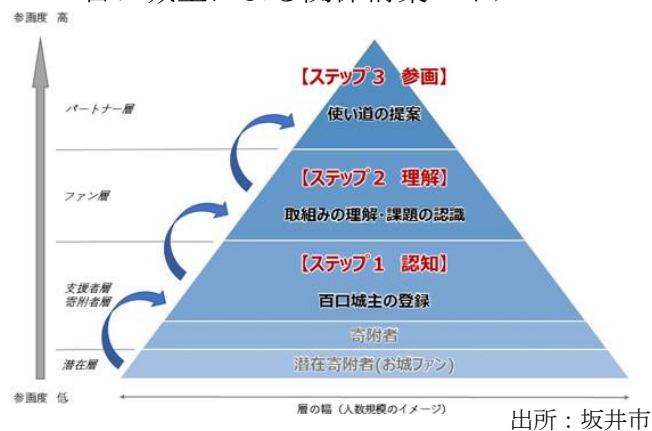 参画度 高
【ステップ3 参画】
パートナー層
使い道の提案
【ステップ2 理解】
ファン層
取組みの理解・課題の認識
【ステップ1 認知】
支援者層
寄附者層
百口城主の登録
寄附者
潜在層
潜在寄附者(お城ファン)
参画度 低
層の幅（人数規模のイメージ）
出所：坂井市